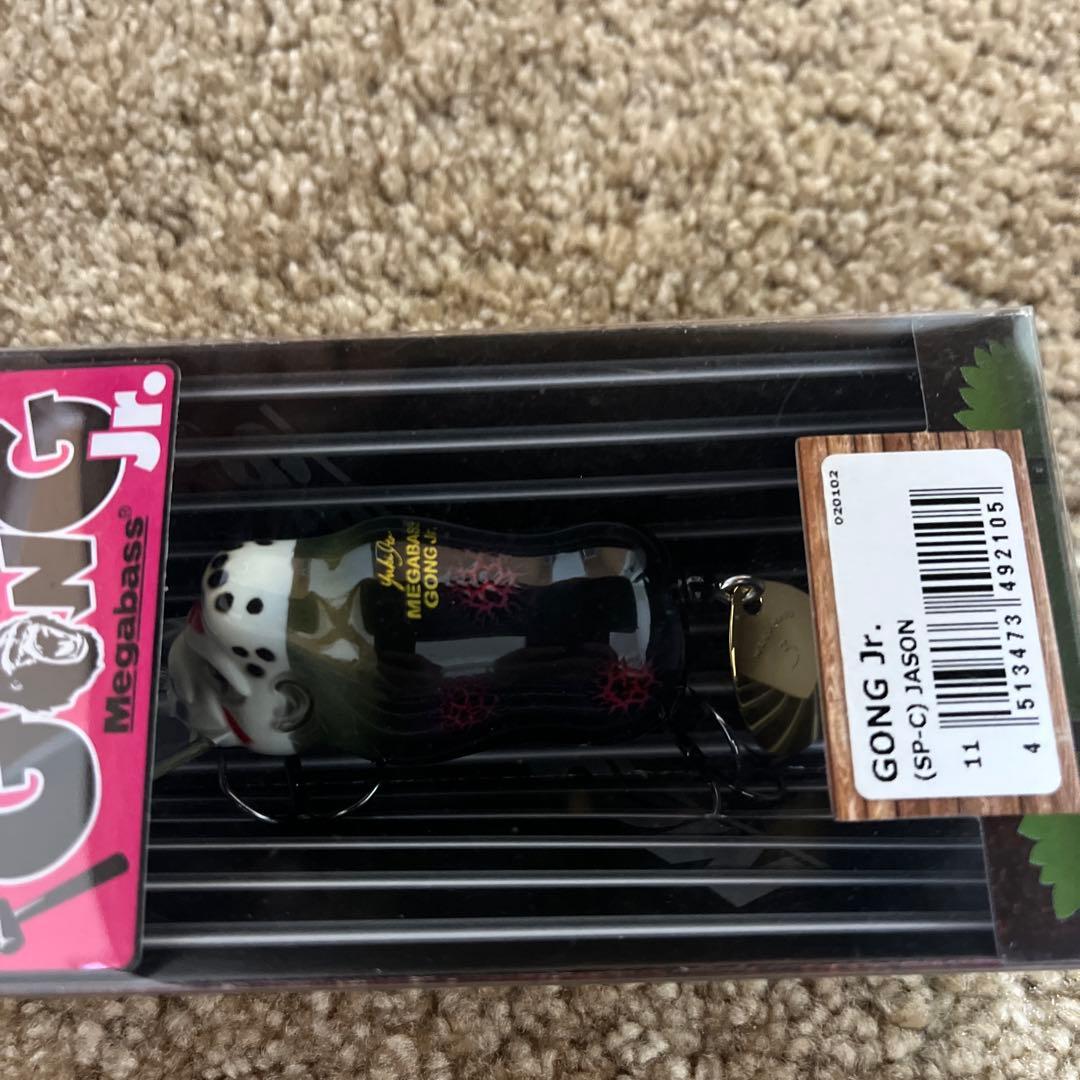 GONG
Jr.
Megabass®
MEGABASS
GONG Jr.
020102
GONG Jr.
(SP-C) JASON
11
4 513473 492105